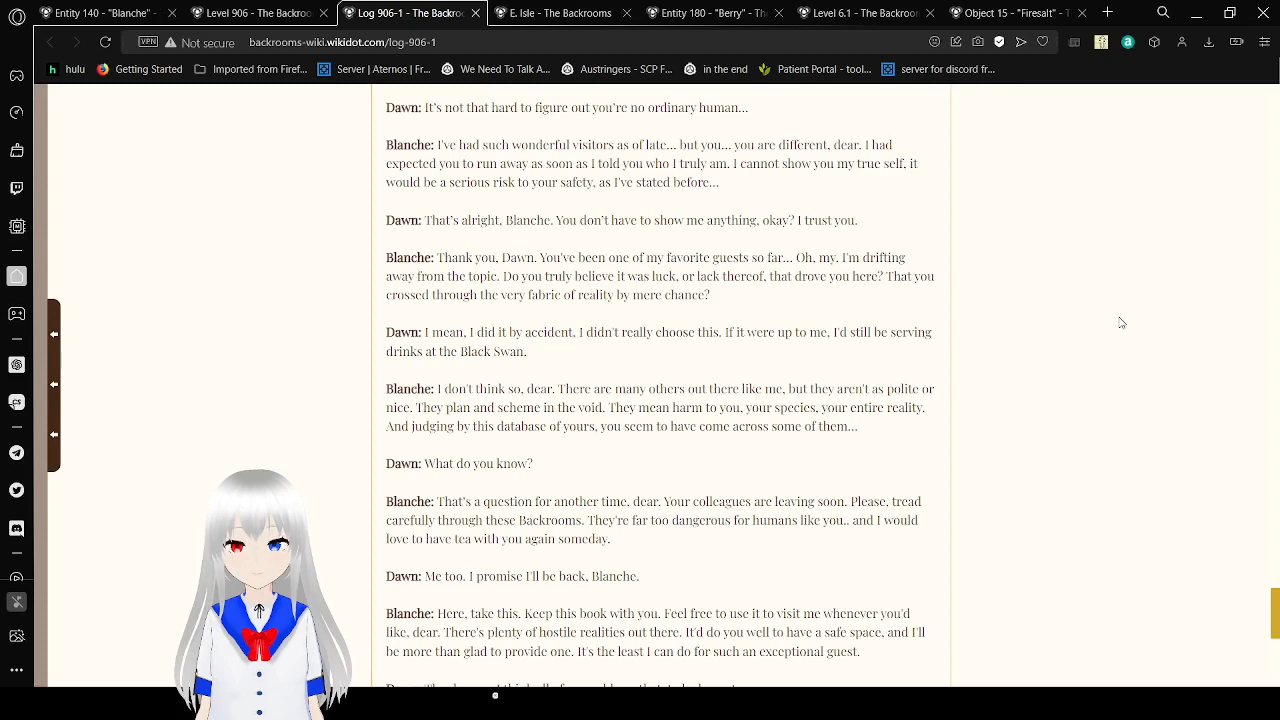 Entity 140 - "Blanche" -
Level 906 - The Backroo
Log 906-1 - The Backroo
E. Isle - The Backrooms
Entity 180 - "Berry" - The
Level 6.1 - The Backroo
Object 15 - "Firesalt" - T
VPN
Not secure
backrooms-wiki.wikidot.com/log-906-1
hulu
Getting Started
Imported from Firef...
Server | Aternos | Fr...
We Need To Talk A...
Austringers - SCP F...
in the end
Patient Portal - tool...
server for discord fr...
Dawn: It's not that hard to figure out you're no ordinary human…
Blanche: I've had such wonderful visitors as of late… but you… you are different, dear. I had
expected you to run away as soon as I told you who I truly am. I cannot show you my true self, it
would be a serious risk to your safety, as I've stated before…
Dawn: That's alright, Blanche. You don't have to show me anything, okay? I trust you.
Blanche: Thank you, Dawn. You've been one of my favorite guests so far… Oh, my. I'm drifting
away from the topic. Do you truly believe it was luck, or lack thereof, that drove you here? That you
crossed through the very fabric of reality by mere chance?
Dawn: I mean, I did it by accident, I didn't really choose this. If it were up to me, I'd still be serving
drinks at the Black Swan.
Blanche: I don't think so, dear. There are many others out there like me, but they aren't as polite or
nice. They plan and scheme in the void. They mean harm to you, your species, your entire reality.
And judging by this database of yours, you seem to have come across some of them…
Dawn: What do you know?
Blanche: That's a question for another time, dear. Your colleagues are leaving soon. Please, tread
carefully through these Backrooms. They're far too dangerous for humans like you.. and I would
love to have tea with you again someday.
Dawn: Me too. I promise I'll be back, Blanche.
Blanche: Here, take this. Keep this book with you. Feel free to use it to visit me whenever you'd
like, dear. There's plenty of hostile realities out there. It'd do you well to have a safe space, and I'll
be more than glad to provide one. It's the least I can do for such an exceptional guest.